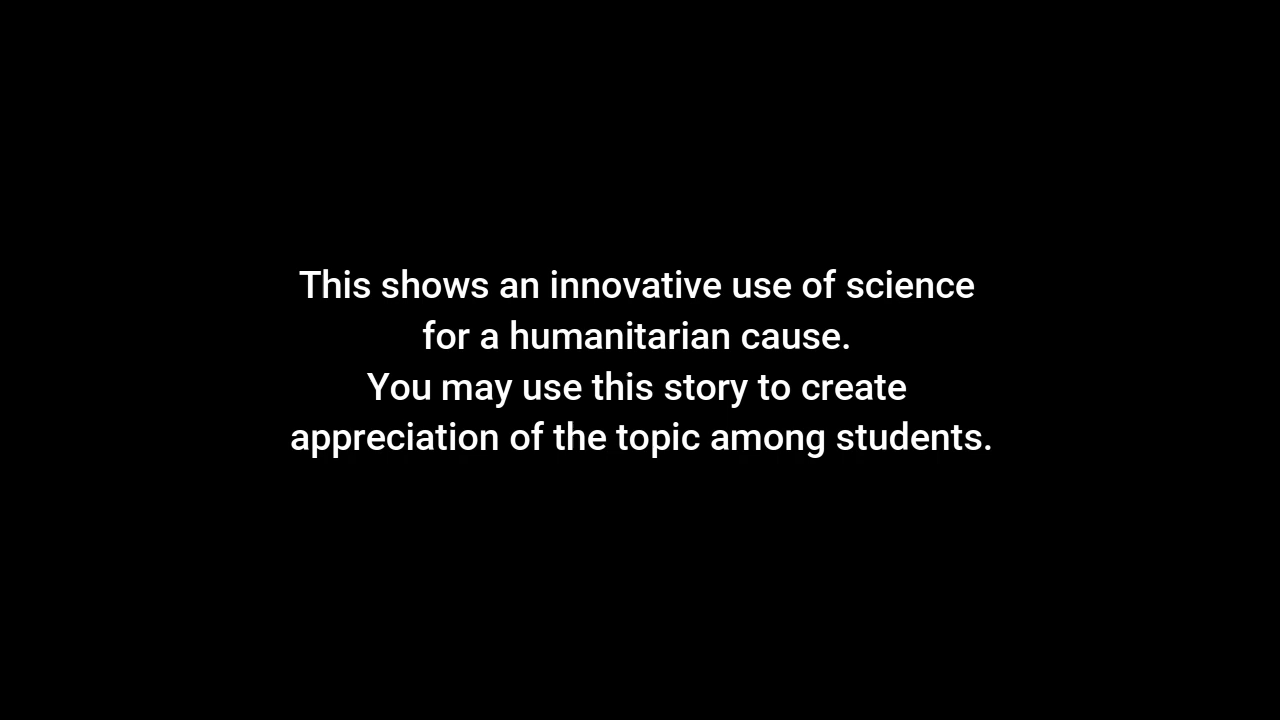 This shows an innovative use of science
for a humanitarian cause.
You may use this story to create
appreciation of the topic among students.